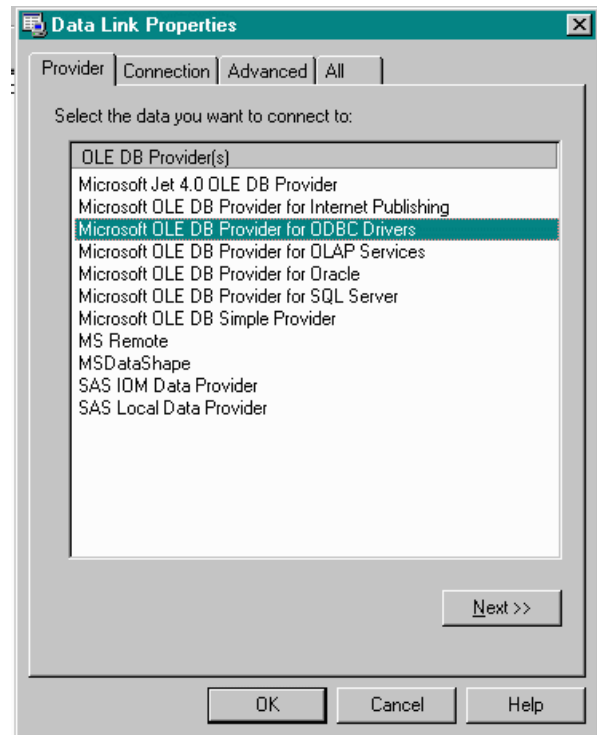 Data Link Properties
Provider Connection Advanced All
Select the data you want to connect to:
OLE DB Provider(s)
Microsoft Jet 4.0 OLE DB Provider
Microsoft OLE DB Provider for Internet Publishing
Microsoft OLE DB Provider for ODBC Drivers
Microsoft OLE DB Provider for OLAP Services
Microsoft OLE DB Provider for Oracle
Microsoft OLE DB Provider for SQL Server
Microsoft OLE DB Simple Provider
MS Remote
MSDataShape
SAS IOM Data Provider
SAS Local Data Provider
Next >>
OK Cancel Help